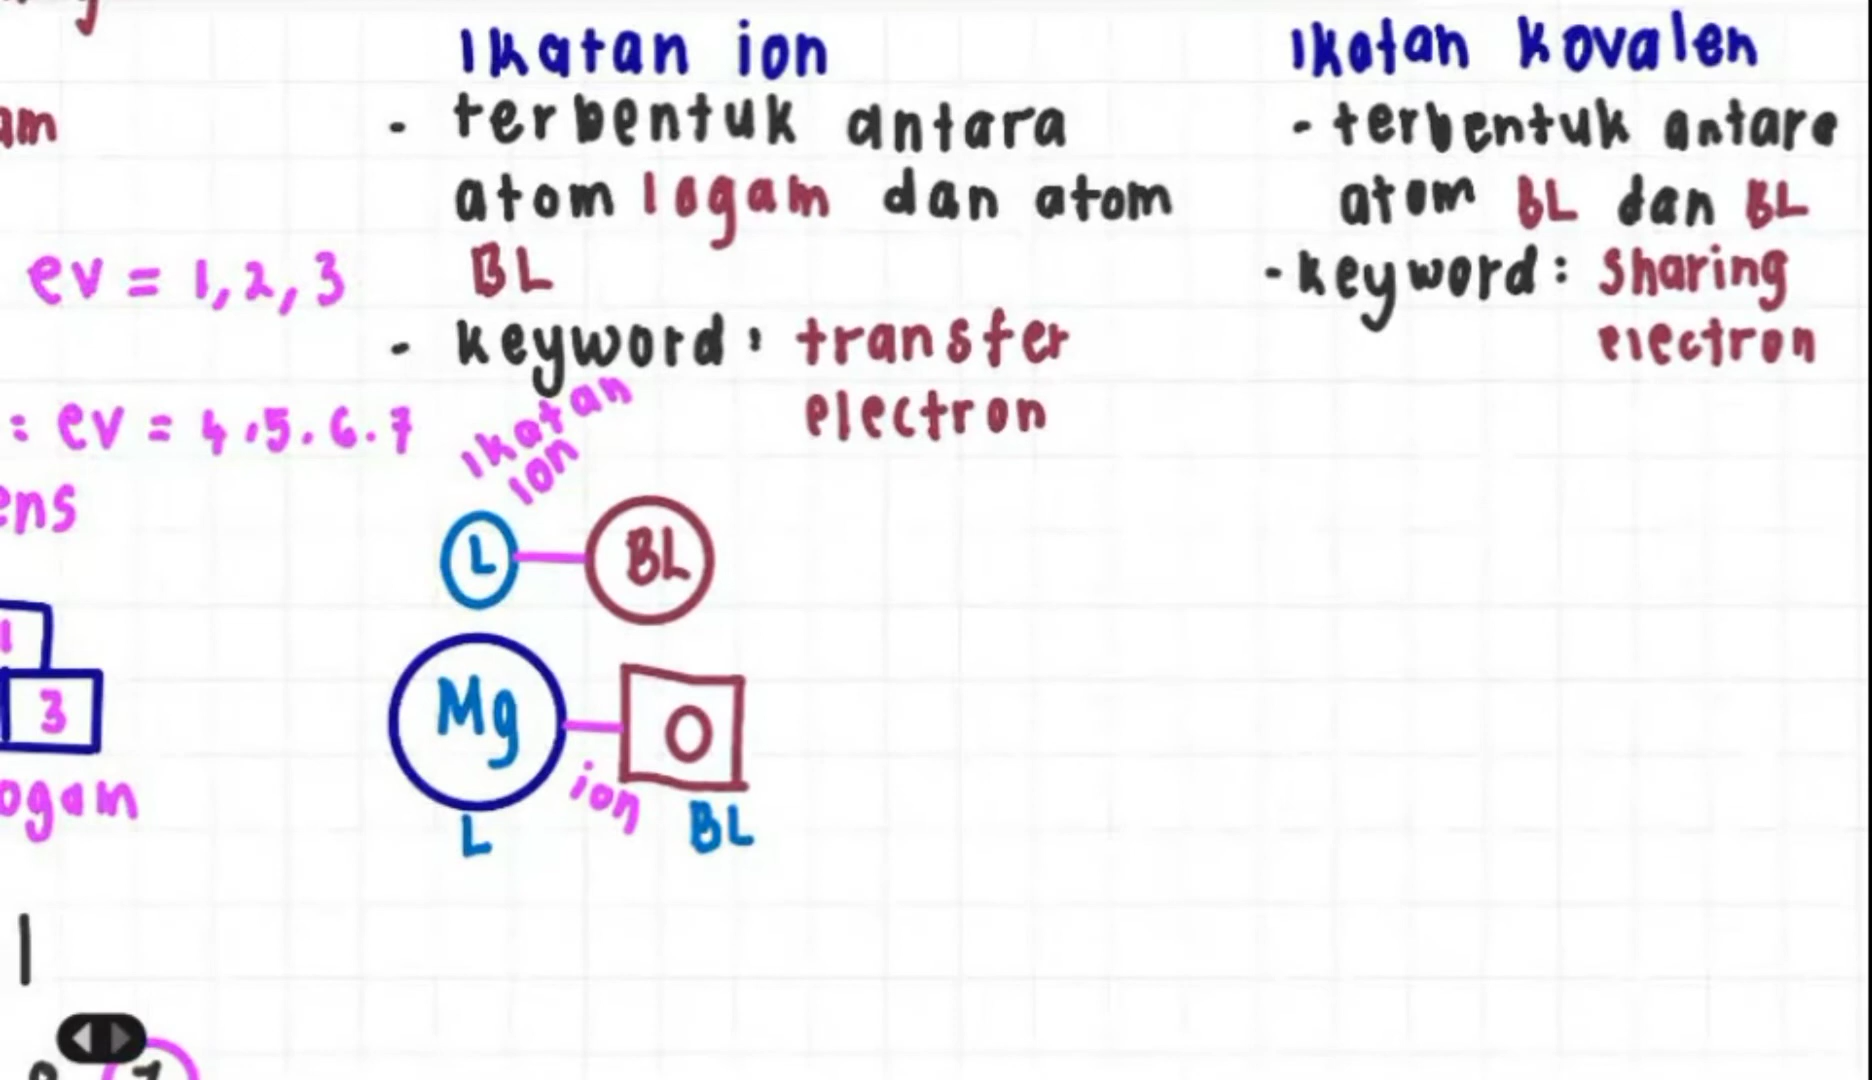 am
ev = 1, 2, 3
: ev = 4.5.6.7
ens
1
3
ogam
|
Ikatan ion
- terbentuk antara
atom logam dan atom
BL
- keyword: transfer
electron
Ikatan
ion
L BL
Mg O
ion
L BL
Ikatan kovalen
- terbentuk antara
atom BL dan BL
- keyword: sharing
electron